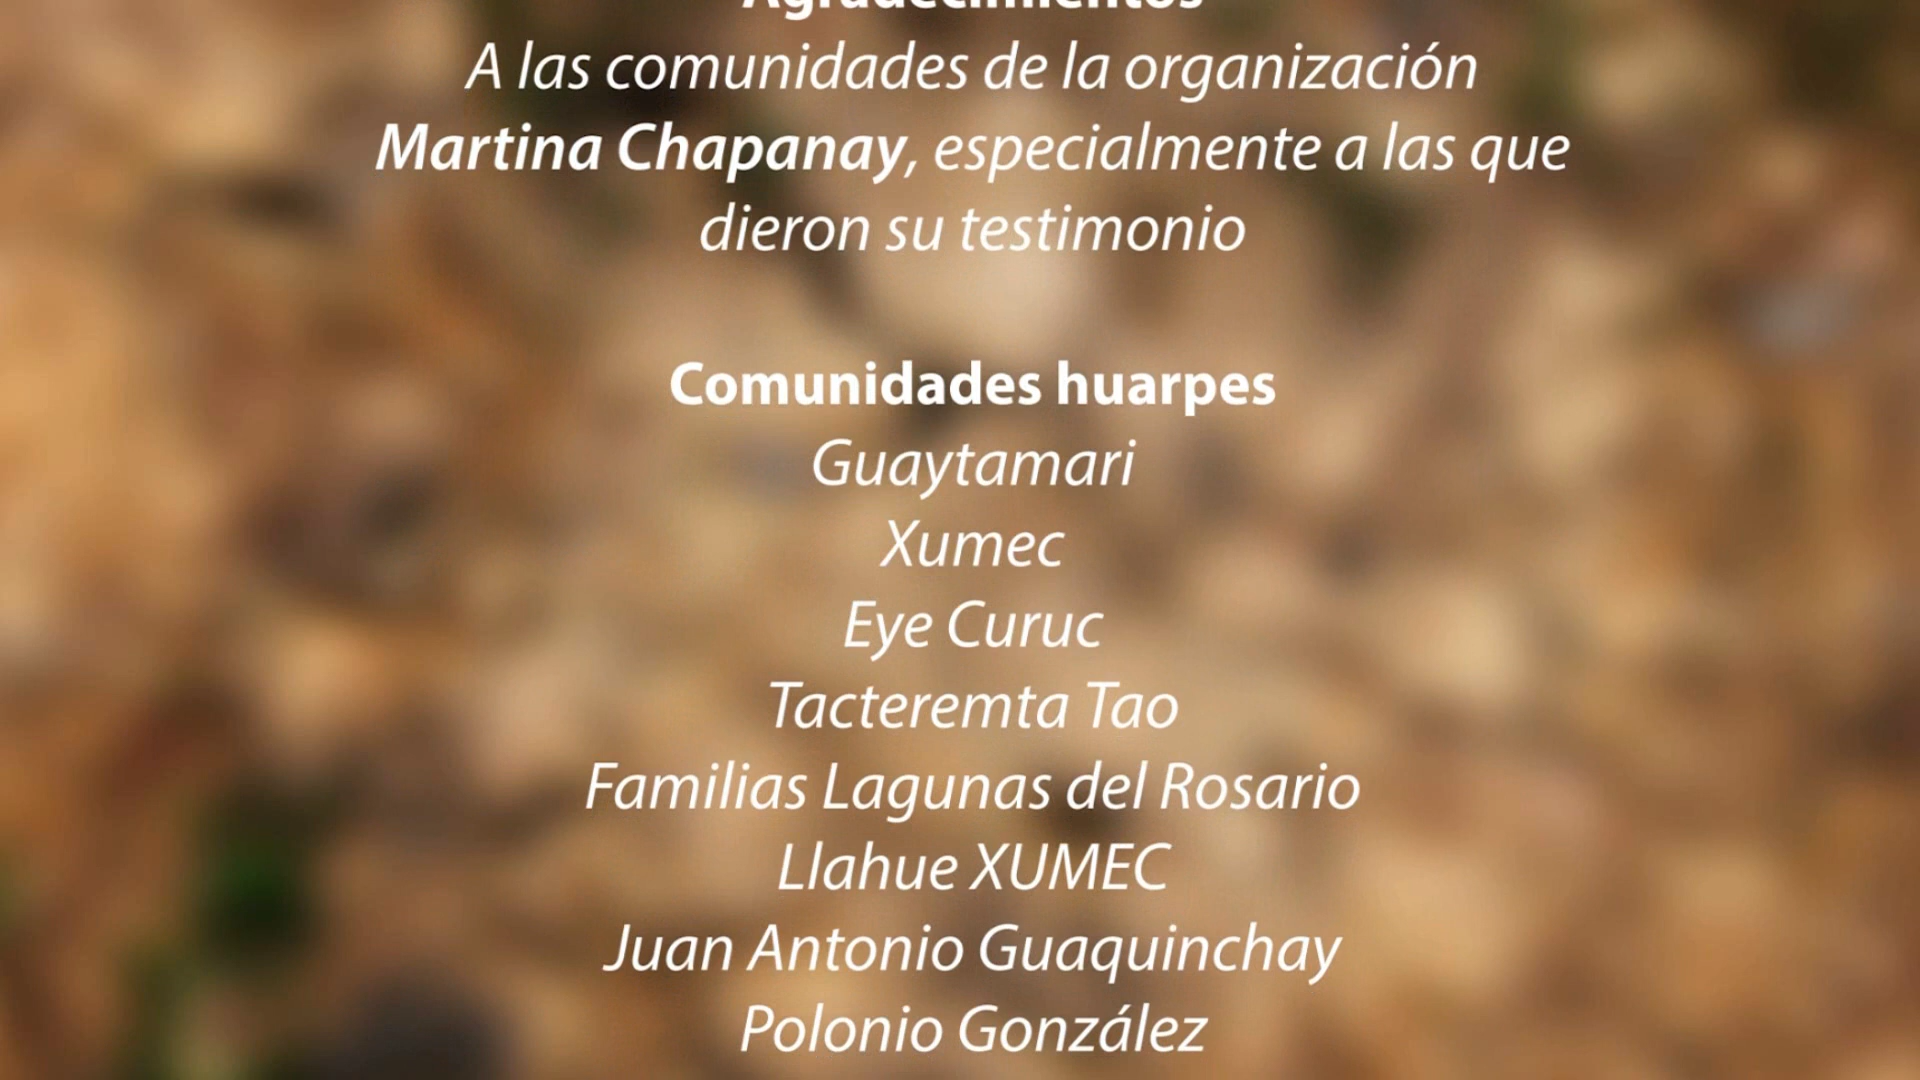 Agradecimientos
A las comunidades de la organización
Martina Chapanay, especialmente a las que
dieron su testimonio
Comunidades huarpes
Guaytamari
Xumec
Eye Curuc
Tacteremta Tao
Familias Lagunas del Rosario
Llahue XUMEC
Juan Antonio Guaquinchay
Polonio González